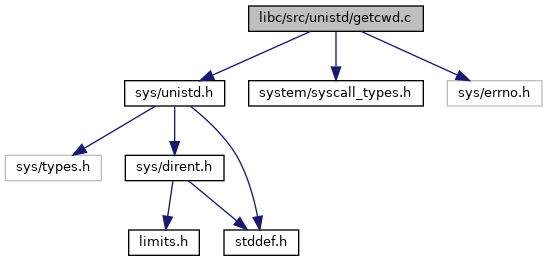 libc/src/unistd/getcwd.c
sys/unistd.h
system/syscall_types.h
sys/errno.h
sys/types.h
sys/dirent.h
limits.h
stddef.h